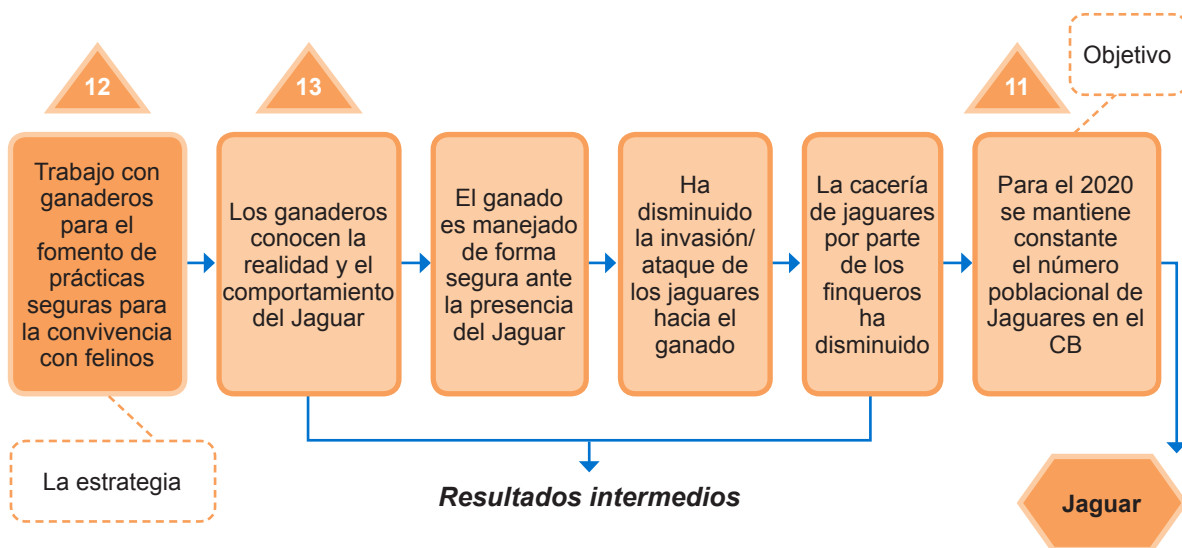 12
13
11
Objetivo
Trabajo con
ganaderos
para el
fomento de
prácticas
seguras para
la convivencia
con felinos
Los ganaderos
conocen la
realidad y el
comportamiento
del Jaguar
El ganado
es manejado
de forma
segura ante
la presencia
del Jaguar
Ha
disminuido
la invasión/
ataque de
los jaguares
hacia el
ganado
La cacería
de jaguares
por parte
de los
finqueros
ha
disminuido
Para el 2020
se mantiene
constante
el número
poblacional de
Jaguares en el
CB
La estrategia
Resultados intermedios
Jaguar